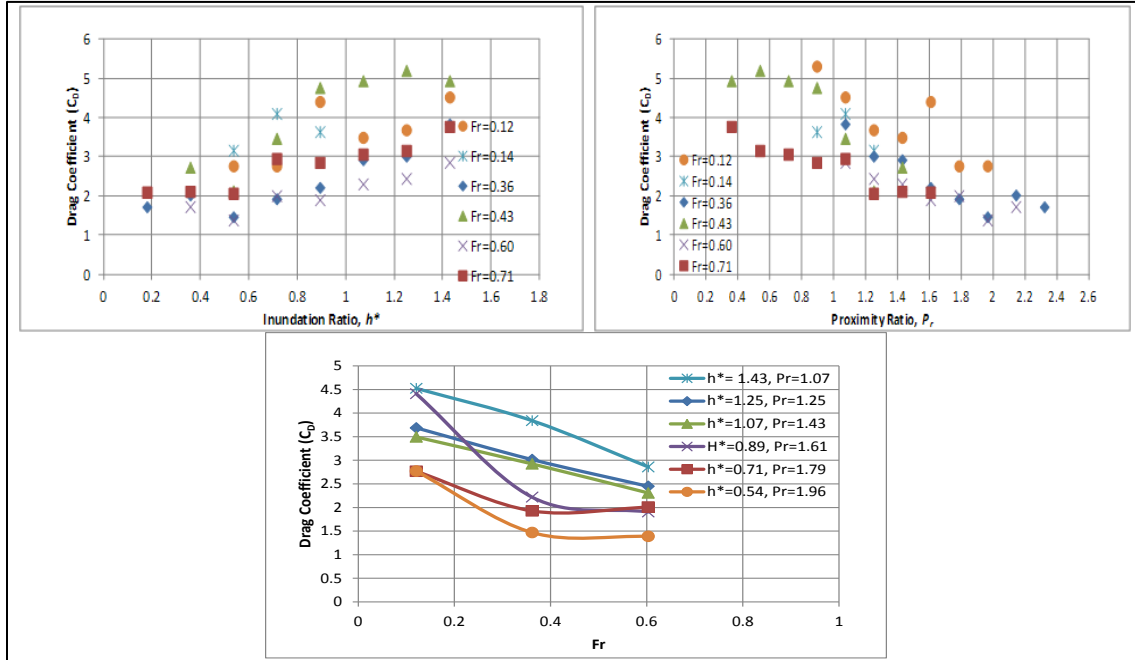 6
5
4
3
2
1
0
Drag Coefficient (C_D)
0 0.2 0.4 0.6 0.8 1 1.2 1.4 1.6 1.8
Inundation Ratio, h*
Fr=0.12
Fr=0.14
Fr=0.36
Fr=0.43
Fr=0.60
Fr=0.71
6
5
4
3
2
1
0
Drag Coefficient (C_D)
Fr=0.12
Fr=0.14
Fr=0.36
Fr=0.43
Fr=0.60
Fr=0.71
0 0.2 0.4 0.6 0.8 1 1.2 1.4 1.6 1.8 2 2.2 2.4 2.6
Proximity Ratio, P_r
5
4.5
4
3.5
3
2.5
2
1.5
1
0.5
0
Drag Coefficient (C_D)
h*= 1.43, Pr=1.07
h*=1.25, Pr=1.25
h*=1.07, Pr=1.43
H*=0.89, Pr=1.61
h*=0.71, Pr=1.79
h*=0.54, Pr=1.96
0 0.2 0.4 0.6 0.8 1
Fr